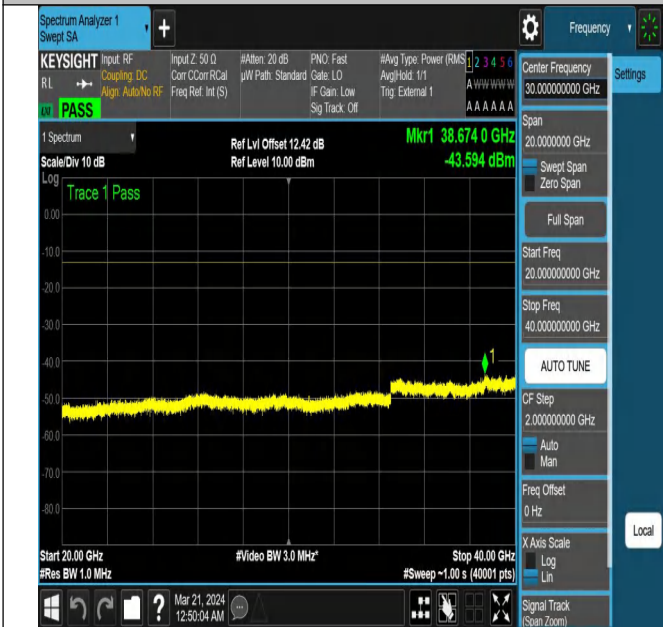 Spectrum Analyzer 1
Swept SA
Frequency
KEYSIGHT
RL
PASS
Input: RF
Coupling: DC
Align: Auto/No RF
Input Z: 50 Ω
Corr CCorr RCal
Freq Ref: Int (S)
#Atten: 20 dB
µW Path: Standard
PNO: Fast
Gate: LO
IF Gain: Low
Sig Track: Off
#Avg Type: Power (RMS
Avg|Hold: 1/1
Trig: External 1
1 2 3 4 5 6
A W W W W W
A A A A A A
1 Spectrum
Scale/Div 10 dB
Ref Lvl Offset 12.42 dB
Ref Level 10.00 dBm
Mkr1 38.674 0 GHz
-43.594 dBm
Log
Trace 1 Pass
0.00
-10.0
-20.0
-30.0
-40.0
-50.0
-60.0
-70.0
-80.0
1
Start 20.00 GHz
#Res BW 1.0 MHz
#Video BW 3.0 MHz*
Stop 40.00 GHz
#Sweep ~1.00 s (40001 pts)
Mar 21, 2024
12:50:04 AM
Center Frequency
30.000000000 GHz
Span
20.0000000 GHz
Swept Span
Zero Span
Full Span
Start Freq
20.000000000 GHz
Stop Freq
40.000000000 GHz
AUTO TUNE
CF Step
2.000000000 GHz
Auto
Man
Freq Offset
0 Hz
X Axis Scale
Log
Lin
Signal Track
(Span Zoom)
Settings
Local